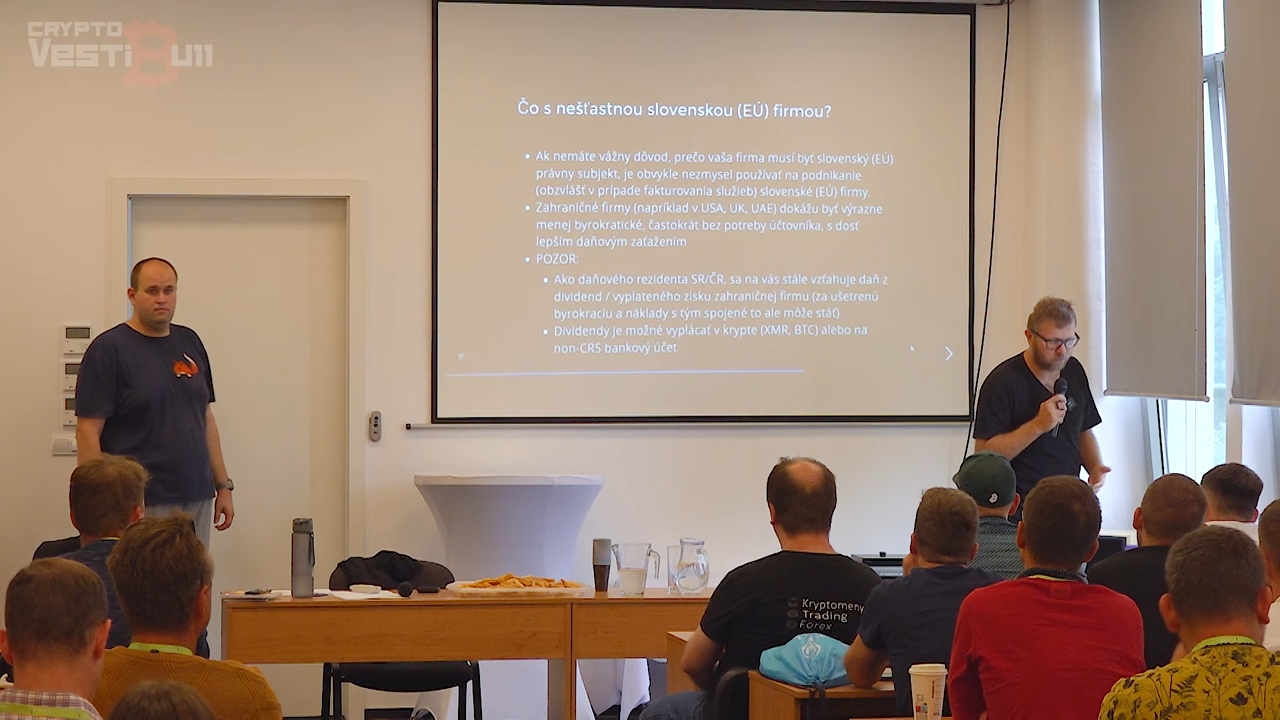 CRYPTO
VestiBull
Čo s nešťastnou slovenskou (EÚ) firmou?
• Ak nemáte vážny dôvod, prečo vaša firma musí byť slovenský (EÚ)
právny subjekt, je obvykle nezmysel používať na podnikanie
(obzvlášť v prípade fakturovania služieb) slovenské (EÚ) firmy.
• Zahraničné firmy (napríklad v USA, UK, UAE) dokážu byť výrazne
menej byrokratické, častokrát bez potreby účtovníka, s dosť
lepším daňovým zaťažením
• POZOR:
• Ako daňového rezidenta SR/ČR, sa na vás stále vzťahuje daň z
dividend / vyplateného zisku zahraničnej firmu (za ušetrenú
byrokraciu a náklady s tým spojené to ale môže stáť)
• Dividendy je možné vyplácať v krypte (XMR, BTC) alebo na
non-CRS bankový účet
Kryptomeny
Trading
Forex